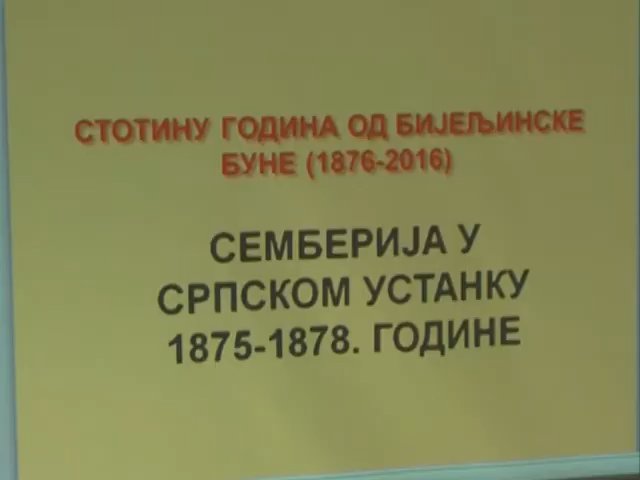 СТОТИНУ ГОДИНА ОД БИЈЕЉИНСКЕ
БУНЕ (1876-2016)
СЕМБЕРИЈА У
СРПСКОМ УСТАНКУ
1875-1878. ГОДИНЕ